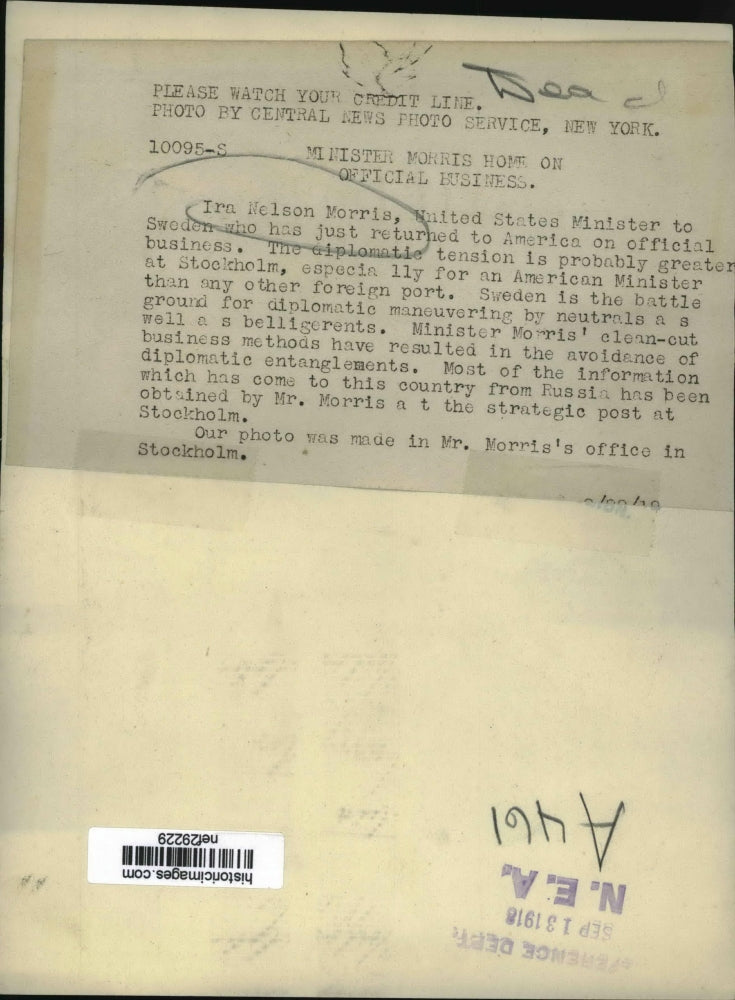 Dead
PLEASE WATCH YOUR CREDIT LINE.
PHOTO BY CENTRAL NEWS PHOTO SERVICE, NEW YORK.
10095-S
MINISTER MORRIS HOME ON
OFFICIAL BUSINESS.
Ira Nelson Morris, United States Minister to
Sweden who has just returned to America on official
business. The diplomatic tension is probably greater
at Stockholm, especia lly for an American Minister
than any other foreign port. Sweden is the battle
ground for diplomatic maneuvering by neutrals a s
well a s belligerents. Minister Morris' clean-cut
business methods have resulted in the avoidance of
diplomatic entanglements. Most of the information
which has come to this country from Russia has been
obtained by Mr. Morris a t the strategic post at
Stockholm.
Our photo was made in Mr. Morris's office in
Stockholm.
A 461
N.E.A.
SEP 13 1918
ERENCE DEPT.
historicimages.com
nef29229